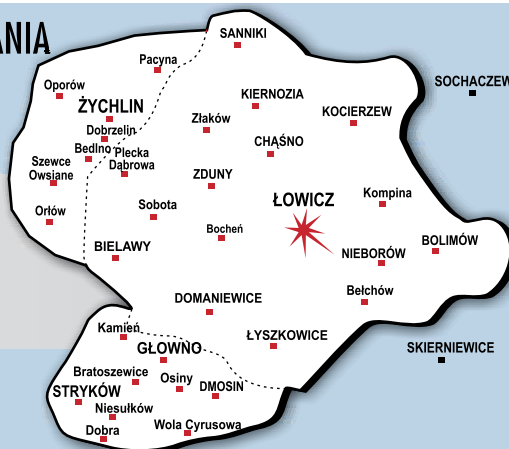 ANIA
SANNIKI
Pacyna
SOCHACZEW
Oporów
KIERNOZIA
ŻYCHLIN
KOCIERZEW
Złaków
Dobrzelin
CHĄŚNO
Bedlno
Plecka
Dąbrowa
Szewce
Owsiane
ZDUNY
Kompina
ŁOWICZ
Sobota
Orłów
Bocheń
BOLIMÓW
BIELAWY
NIEBORÓW
Bełchów
DOMANIEWICE
Kamień
ŁYSZKOWICE
GŁOWNO
SKIERNIEWICE
Bratoszewice
Osiny
DMOSIN
STRYKÓW
Niesułków
Wola Cyrusowa
Dobra